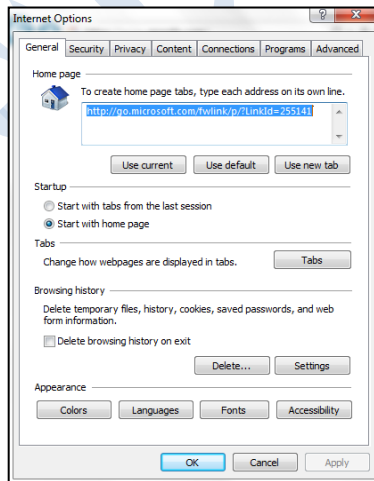 Internet Options
General Security Privacy Content Connections Programs Advanced
Home page
To create home page tabs, type each address on its own line.
http://go.microsoft.com/fwlink/p/?LinkId=255141
Use current Use default Use new tab
Startup
Start with tabs from the last session
Start with home page
Tabs
Change how webpages are displayed in tabs. Tabs
Browsing history
Delete temporary files, history, cookies, saved passwords, and web
form information.
Delete browsing history on exit
Delete... Settings
Appearance
Colors Languages Fonts Accessibility
OK Cancel Apply